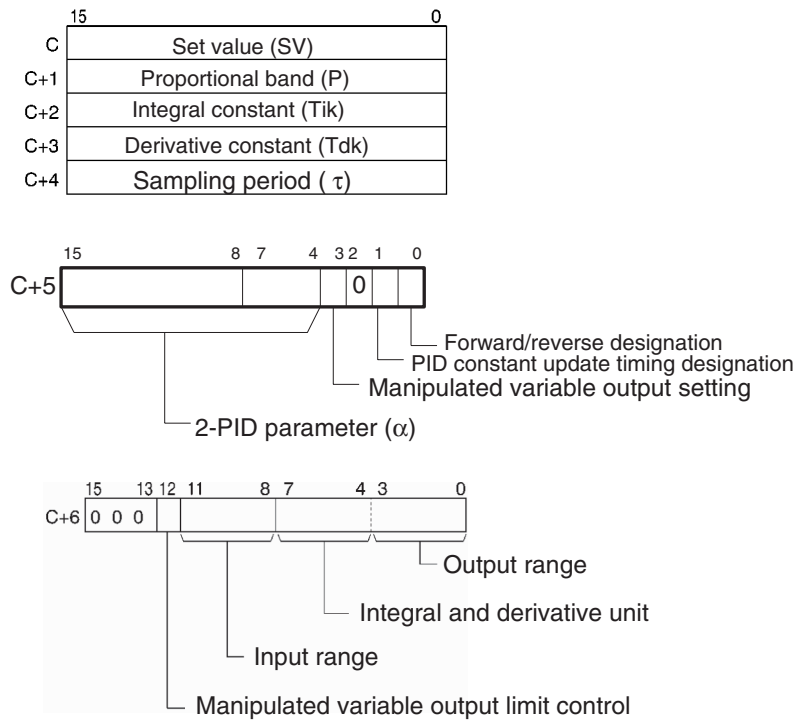 15 0
C Set value (SV)
C+1 Proportional band (P)
C+2 Integral constant (Tik)
C+3 Derivative constant (Tdk)
C+4 Sampling period ( τ)
15 8 7 4 3 2 1 0
C+5 0
Forward/reverse designation
PID constant update timing designation
Manipulated variable output setting
2-PID parameter (α)
15 13 12 11 8 7 4 3 0
C+6 0 0 0
Output range
Integral and derivative unit
Input range
Manipulated variable output limit control